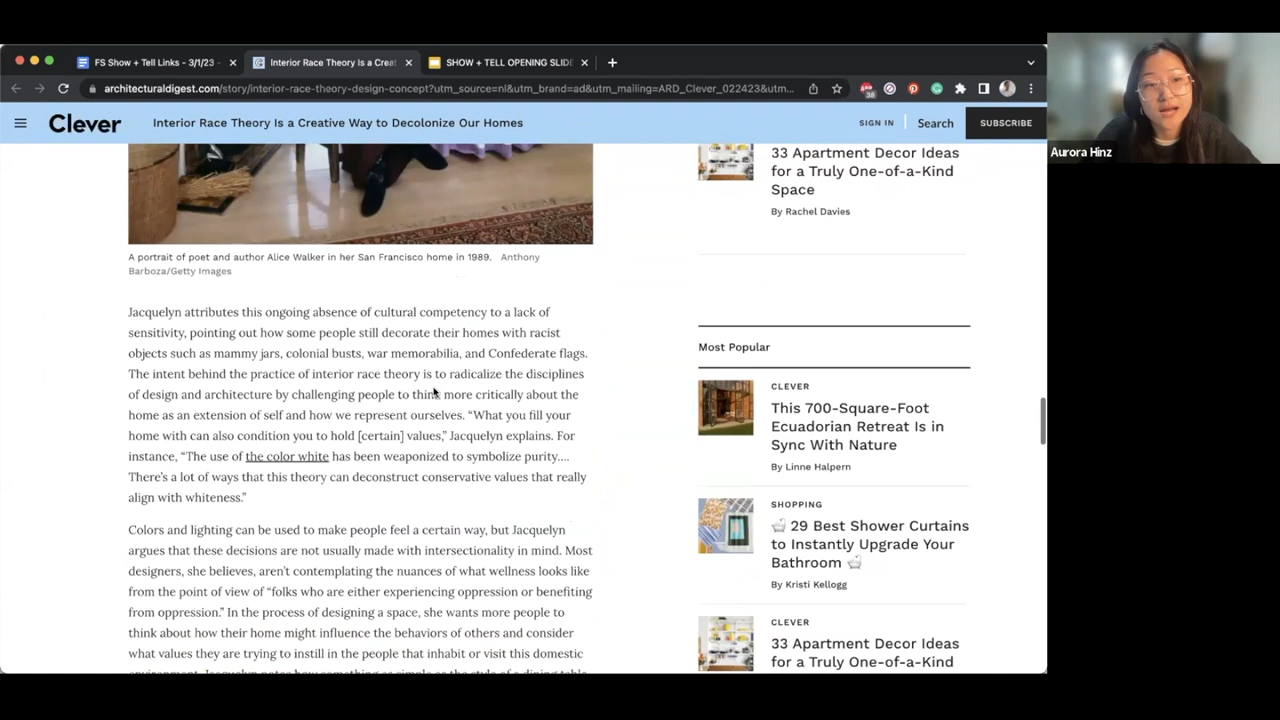 FS Show + Tell Links - 3/1/23 -
Interior Race Theory Is a Creat
SHOW + TELL OPENING SLIDE
architecturaldigest.com/story/interior-race-theory-design-concept?utm_source=nl&utm_brand=ad&utm_mailing=ARD_Clever_022423&utm...
38
Clever
Interior Race Theory Is a Creative Way to Decolonize Our Homes
SIGN IN
Search
SUBSCRIBE
Aurora Hinz
A portrait of poet and author Alice Walker in her San Francisco home in 1989. Anthony
Barboza/Getty Images
Jacquelyn attributes this ongoing absence of cultural competency to a lack of
sensitivity, pointing out how some people still decorate their homes with racist
objects such as mammy jars, colonial busts, war memorabilia, and Confederate flags.
The intent behind the practice of interior race theory is to radicalize the disciplines
of design and architecture by challenging people to think more critically about the
home as an extension of self and how we represent ourselves. “What you fill your
home with can also condition you to hold [certain] values,” Jacquelyn explains. For
instance, “The use of the color white has been weaponized to symbolize purity….
There’s a lot of ways that this theory can deconstruct conservative values that really
align with whiteness.”
Colors and lighting can be used to make people feel a certain way, but Jacquelyn
argues that these decisions are not usually made with intersectionality in mind. Most
designers, she believes, aren’t contemplating the nuances of what wellness looks like
from the point of view of “folks who are either experiencing oppression or benefiting
from oppression.” In the process of designing a space, she wants more people to
think about how their home might influence the behaviors of others and consider
what values they are trying to instill in the people that inhabit or visit this domestic
environment. Jacquelyn notes how something as simple as the style of a dining table
33 Apartment Decor Ideas
for a Truly One-of-a-Kind
Space
By Rachel Davies
Most Popular
CLEVER
This 700-Square-Foot
Ecuadorian Retreat Is in
Sync With Nature
By Linne Halpern
SHOPPING
🛁 29 Best Shower Curtains
to Instantly Upgrade Your
Bathroom 🛁
By Kristi Kellogg
CLEVER
33 Apartment Decor Ideas
for a Truly One-of-a-Kind